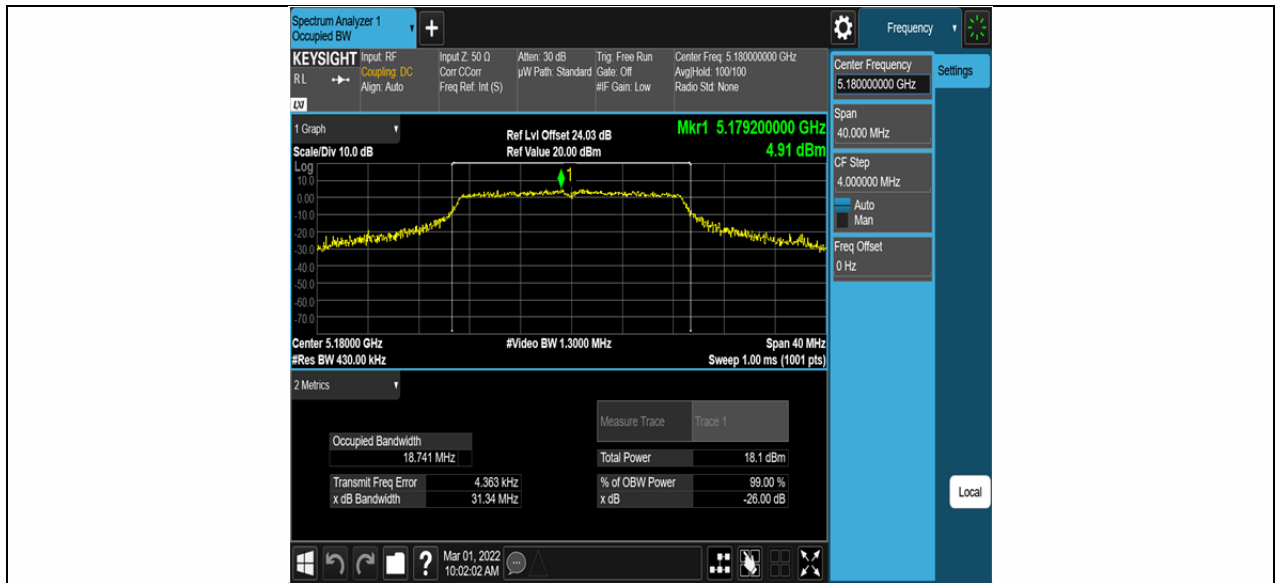 Spectrum Analyzer 1
Occupied BW
+
Frequency
KEYSIGHT
RL
LXI
Input: RF
Coupling: DC
Align: Auto
Input Z: 50 Ω
Corr CCorr
Freq Ref: Int (S)
Atten: 30 dB
µW Path: Standard
Trig: Free Run
Gate: Off
#IF Gain: Low
Center Freq: 5.180000000 GHz
Avg|Hold: 100/100
Radio Std: None
Center Frequency
5.180000000 GHz
Settings
Span
40.000 MHz
CF Step
4.000000 MHz
Auto
Man
Freq Offset
0 Hz
Local
1 Graph
Scale/Div 10.0 dB
Ref Lvl Offset 24.03 dB
Ref Value 20.00 dBm
Mkr1 5.179200000 GHz
4.91 dBm
Log
10.0
0.00
-10.0
-20.0
-30.0
-40.0
-50.0
-60.0
-70.0
1
Center 5.18000 GHz
#Res BW 430.00 kHz
#Video BW 1.3000 MHz
Span 40 MHz
Sweep 1.00 ms (1001 pts)
2 Metrics
Measure Trace Trace 1
Occupied Bandwidth
18.741 MHz
Total Power 18.1 dBm
Transmit Freq Error 4.363 kHz
% of OBW Power 99.00 %
x dB Bandwidth 31.34 MHz
x dB -26.00 dB
?
Mar 01, 2022
10:02:02 AM